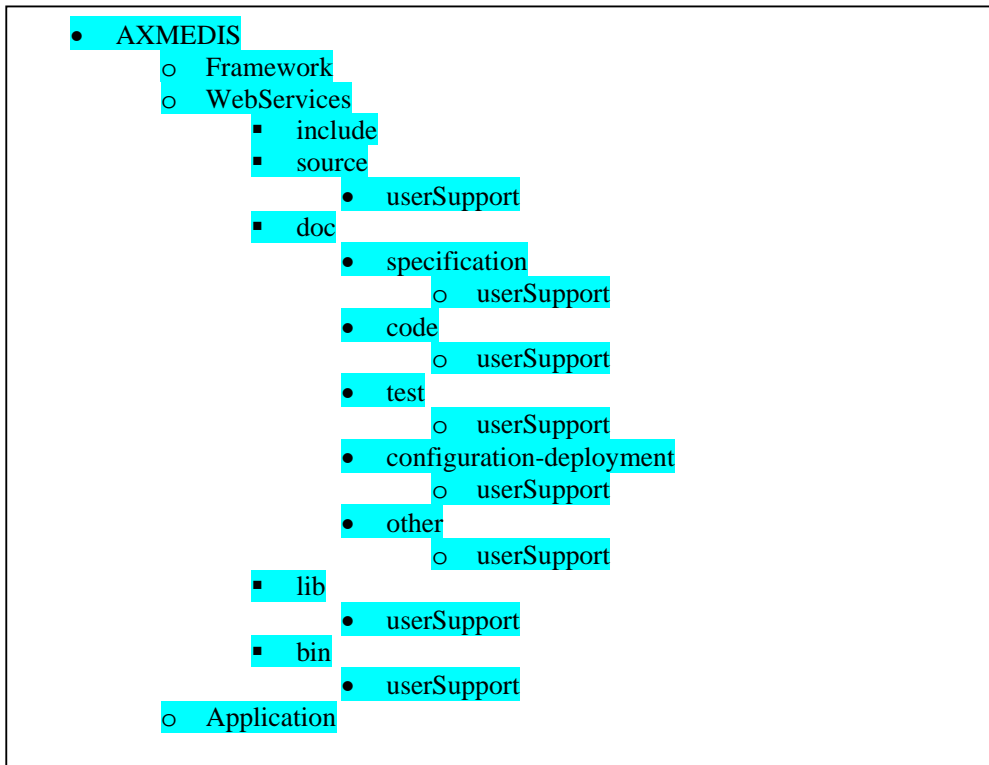 • AXMEDIS
o Framework
o WebServices
▪ include
▪ source
• userSupport
▪ doc
• specification
o userSupport
• code
o userSupport
• test
o userSupport
• configuration-deployment
o userSupport
• other
o userSupport
▪ lib
• userSupport
▪ bin
• userSupport
o Application